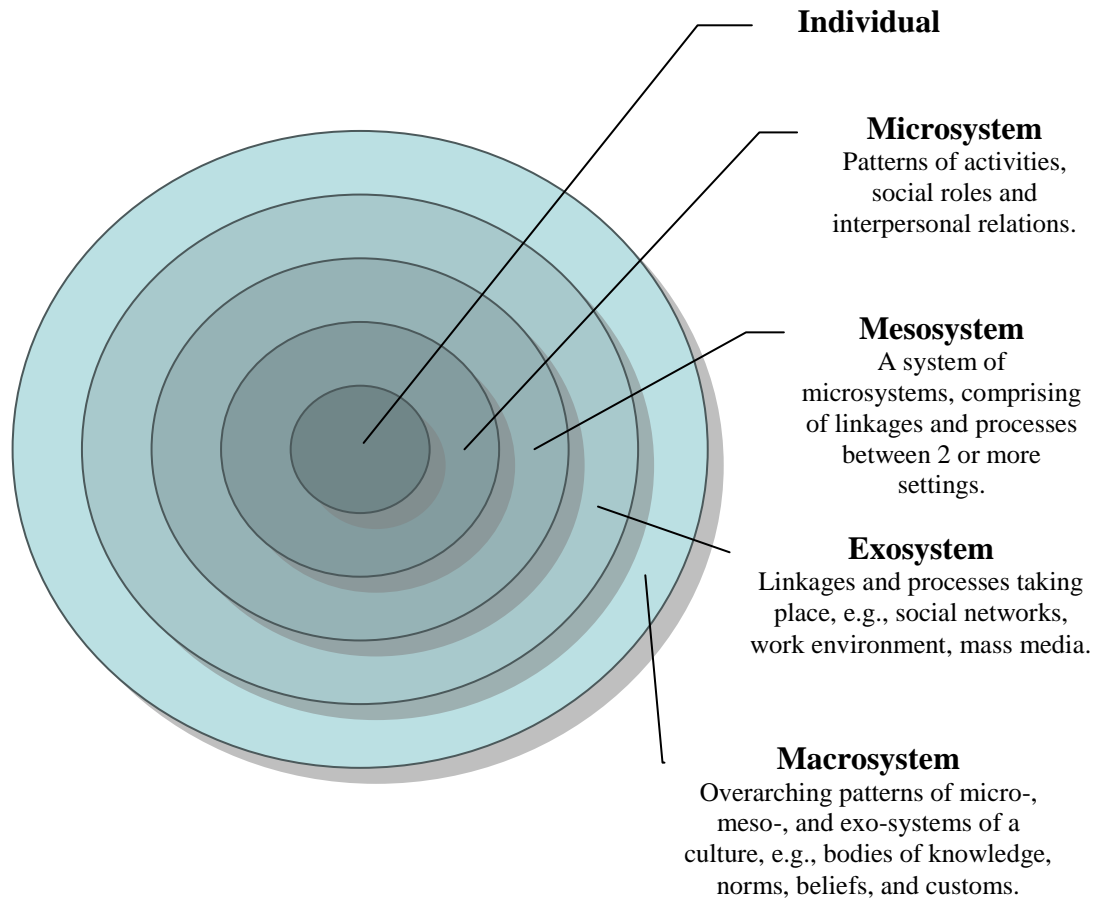 Individual
Microsystem
Patterns of activities,
social roles and
interpersonal relations.
Mesosystem
A system of
microsystems, comprising
of linkages and processes
between 2 or more
settings.
Exosystem
Linkages and processes taking
place, e.g., social networks,
work environment, mass media.
Macrosystem
Overarching patterns of micro-,
meso-, and exo-systems of a
culture, e.g., bodies of knowledge,
norms, beliefs, and customs.